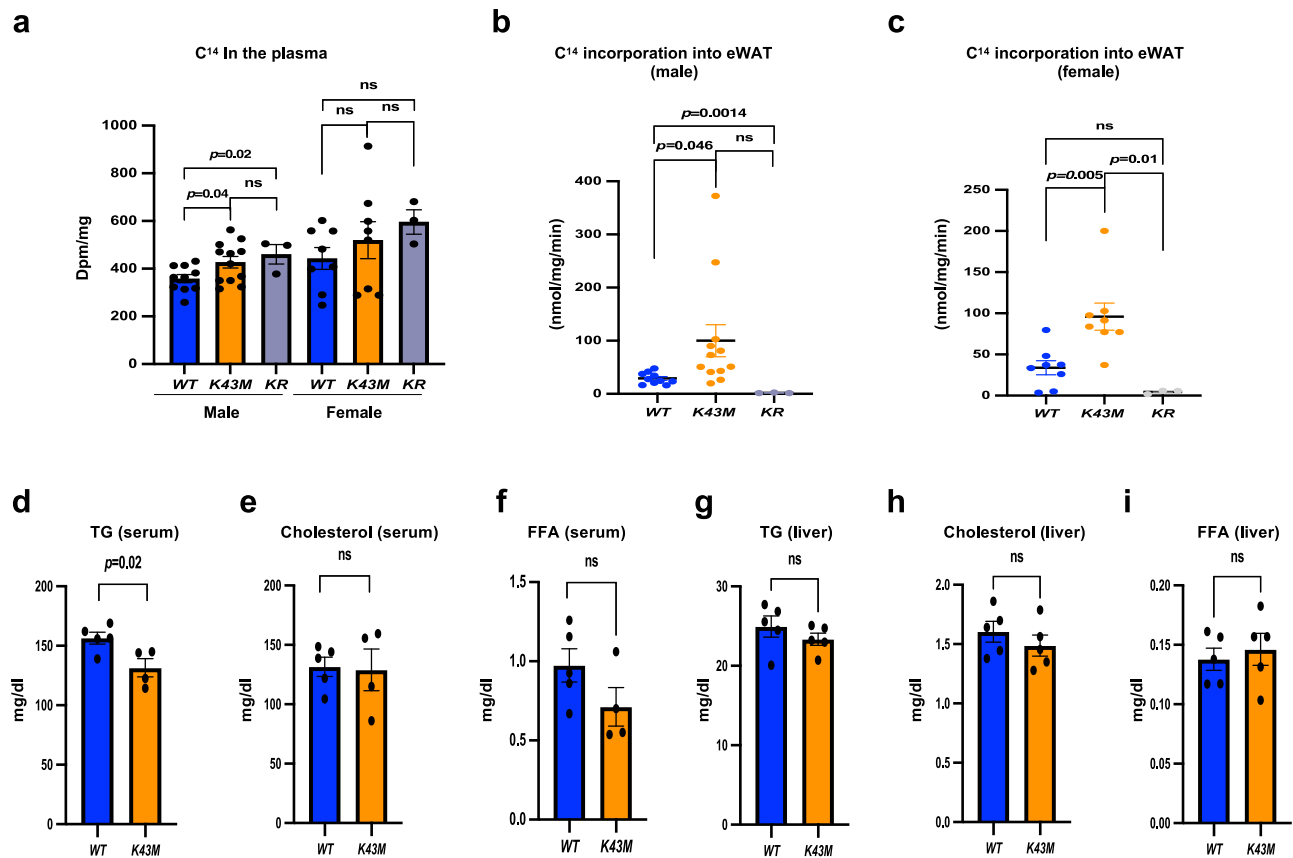 a
C¹⁴ In the plasma
ns
ns
ns
p=0.02
p=0.04
ns
1000
800
600
400
200
0
Dpm/mg
WT
K43M
KR
WT
K43M
KR
Male
Female
b
C¹⁴ incorporation into eWAT
(male)
p=0.0014
p=0.046
ns
400
300
200
100
0
(nmol/mg/min)
WT
K43M
KR
c
C¹⁴ incorporation into eWAT
(female)
ns
p=0.005
p=0.01
250
200
150
100
50
0
(nmol/mg/min)
WT
K43M
KR
d
TG (serum)
p=0.02
200
150
100
50
0
mg/dl
WT
K43M
e
Cholesterol (serum)
ns
200
150
100
50
0
mg/dl
WT
K43M
f
FFA (serum)
ns
1.5
1.0
0.5
0.0
mg/dl
WT
K43M
g
TG (liver)
ns
30
20
10
0
mg/dl
WT
K43M
h
Cholesterol (liver)
ns
2.0
1.5
1.0
0.5
0.0
mg/dl
WT
K43M
i
FFA (liver)
ns
0.20
0.15
0.10
0.05
0.00
mg/dl
WT
K43M